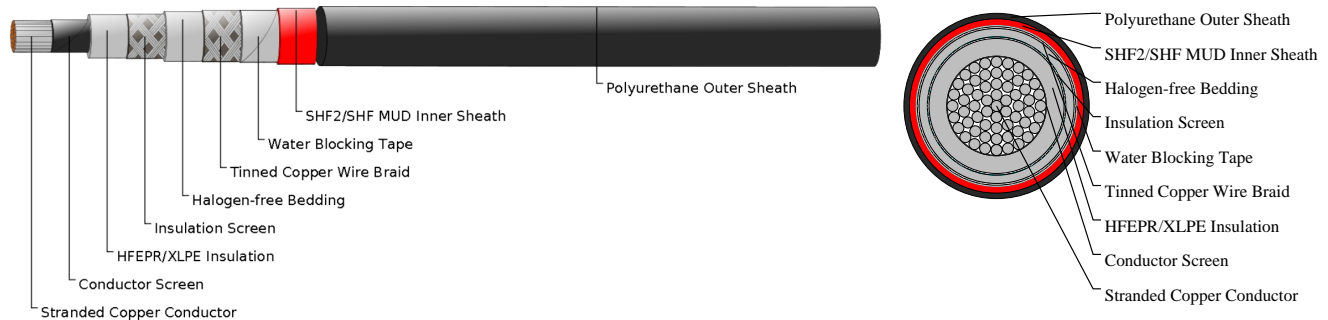 Polyurethane Outer Sheath
SHF2/SHF MUD Inner Sheath
Water Blocking Tape
Tinned Copper Wire Braid
Halogen-free Bedding
Insulation Screen
HFEPR/XLPE Insulation
Conductor Screen
Stranded Copper Conductor
Polyurethane Outer Sheath
SHF2/SHF MUD Inner Sheath
Halogen-free Bedding
Insulation Screen
Water Blocking Tape
Tinned Copper Wire Braid
HFEPR/XLPE Insulation
Conductor Screen
Stranded Copper Conductor